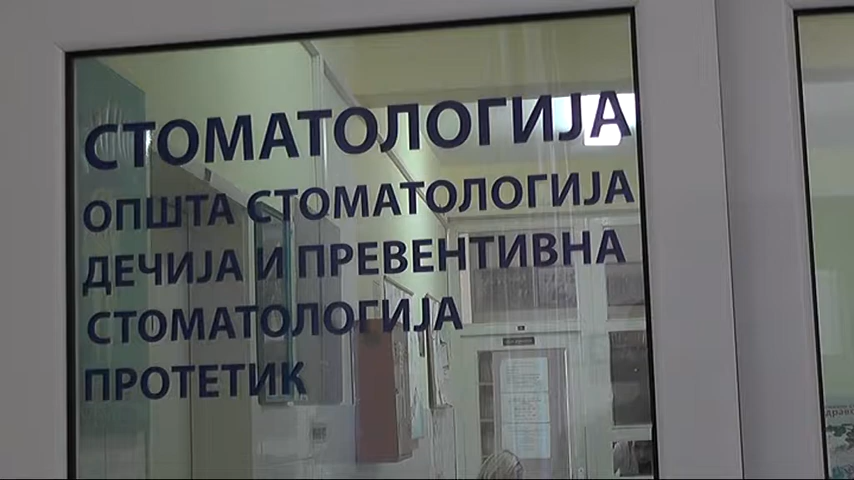 СТОМАТОЛОГИЈА
ОПШТА СТОМАТОЛОГИЈА
ДЕЧИЈА И ПРЕВЕНТИВНА
СТОМАТОЛОГИЈА
ПРОТЕТИК